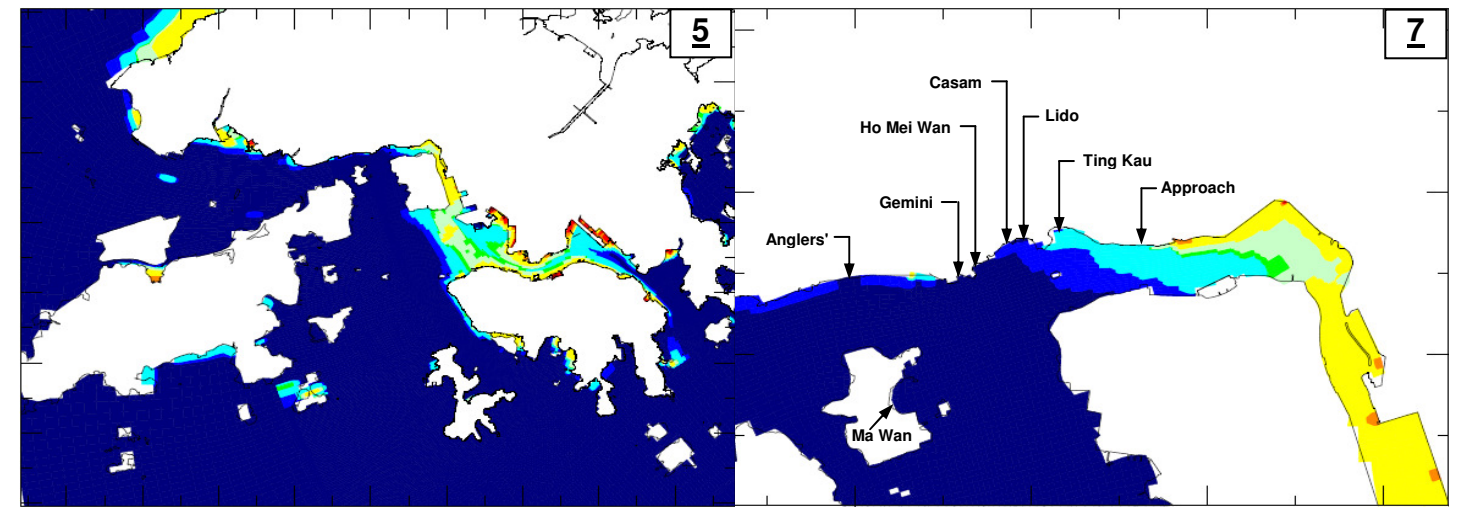 5
7
Casam
Lido
Ho Mei Wan
Ting Kau
Approach
Gemini
Anglers'
Ma Wan